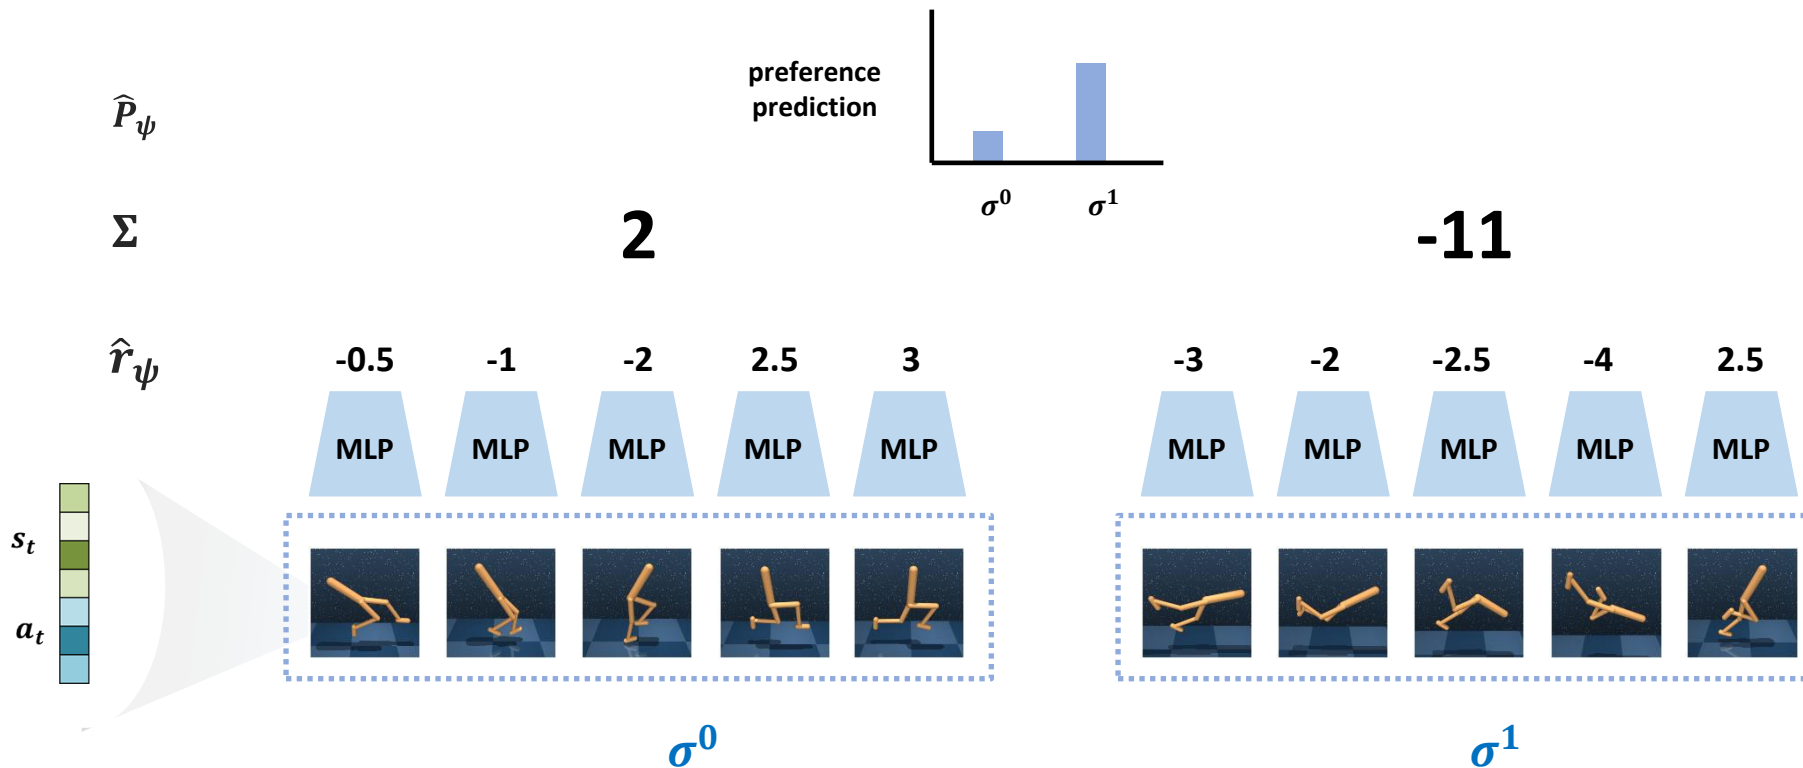 preference
prediction
P̂ψ
σ⁰ σ¹
Σ 2 -11
r̂ψ -0.5 -1 -2 2.5 3 -3 -2 -2.5 -4 2.5
MLP MLP MLP MLP MLP MLP MLP MLP MLP MLP
sₜ
aₜ
σ⁰ σ¹